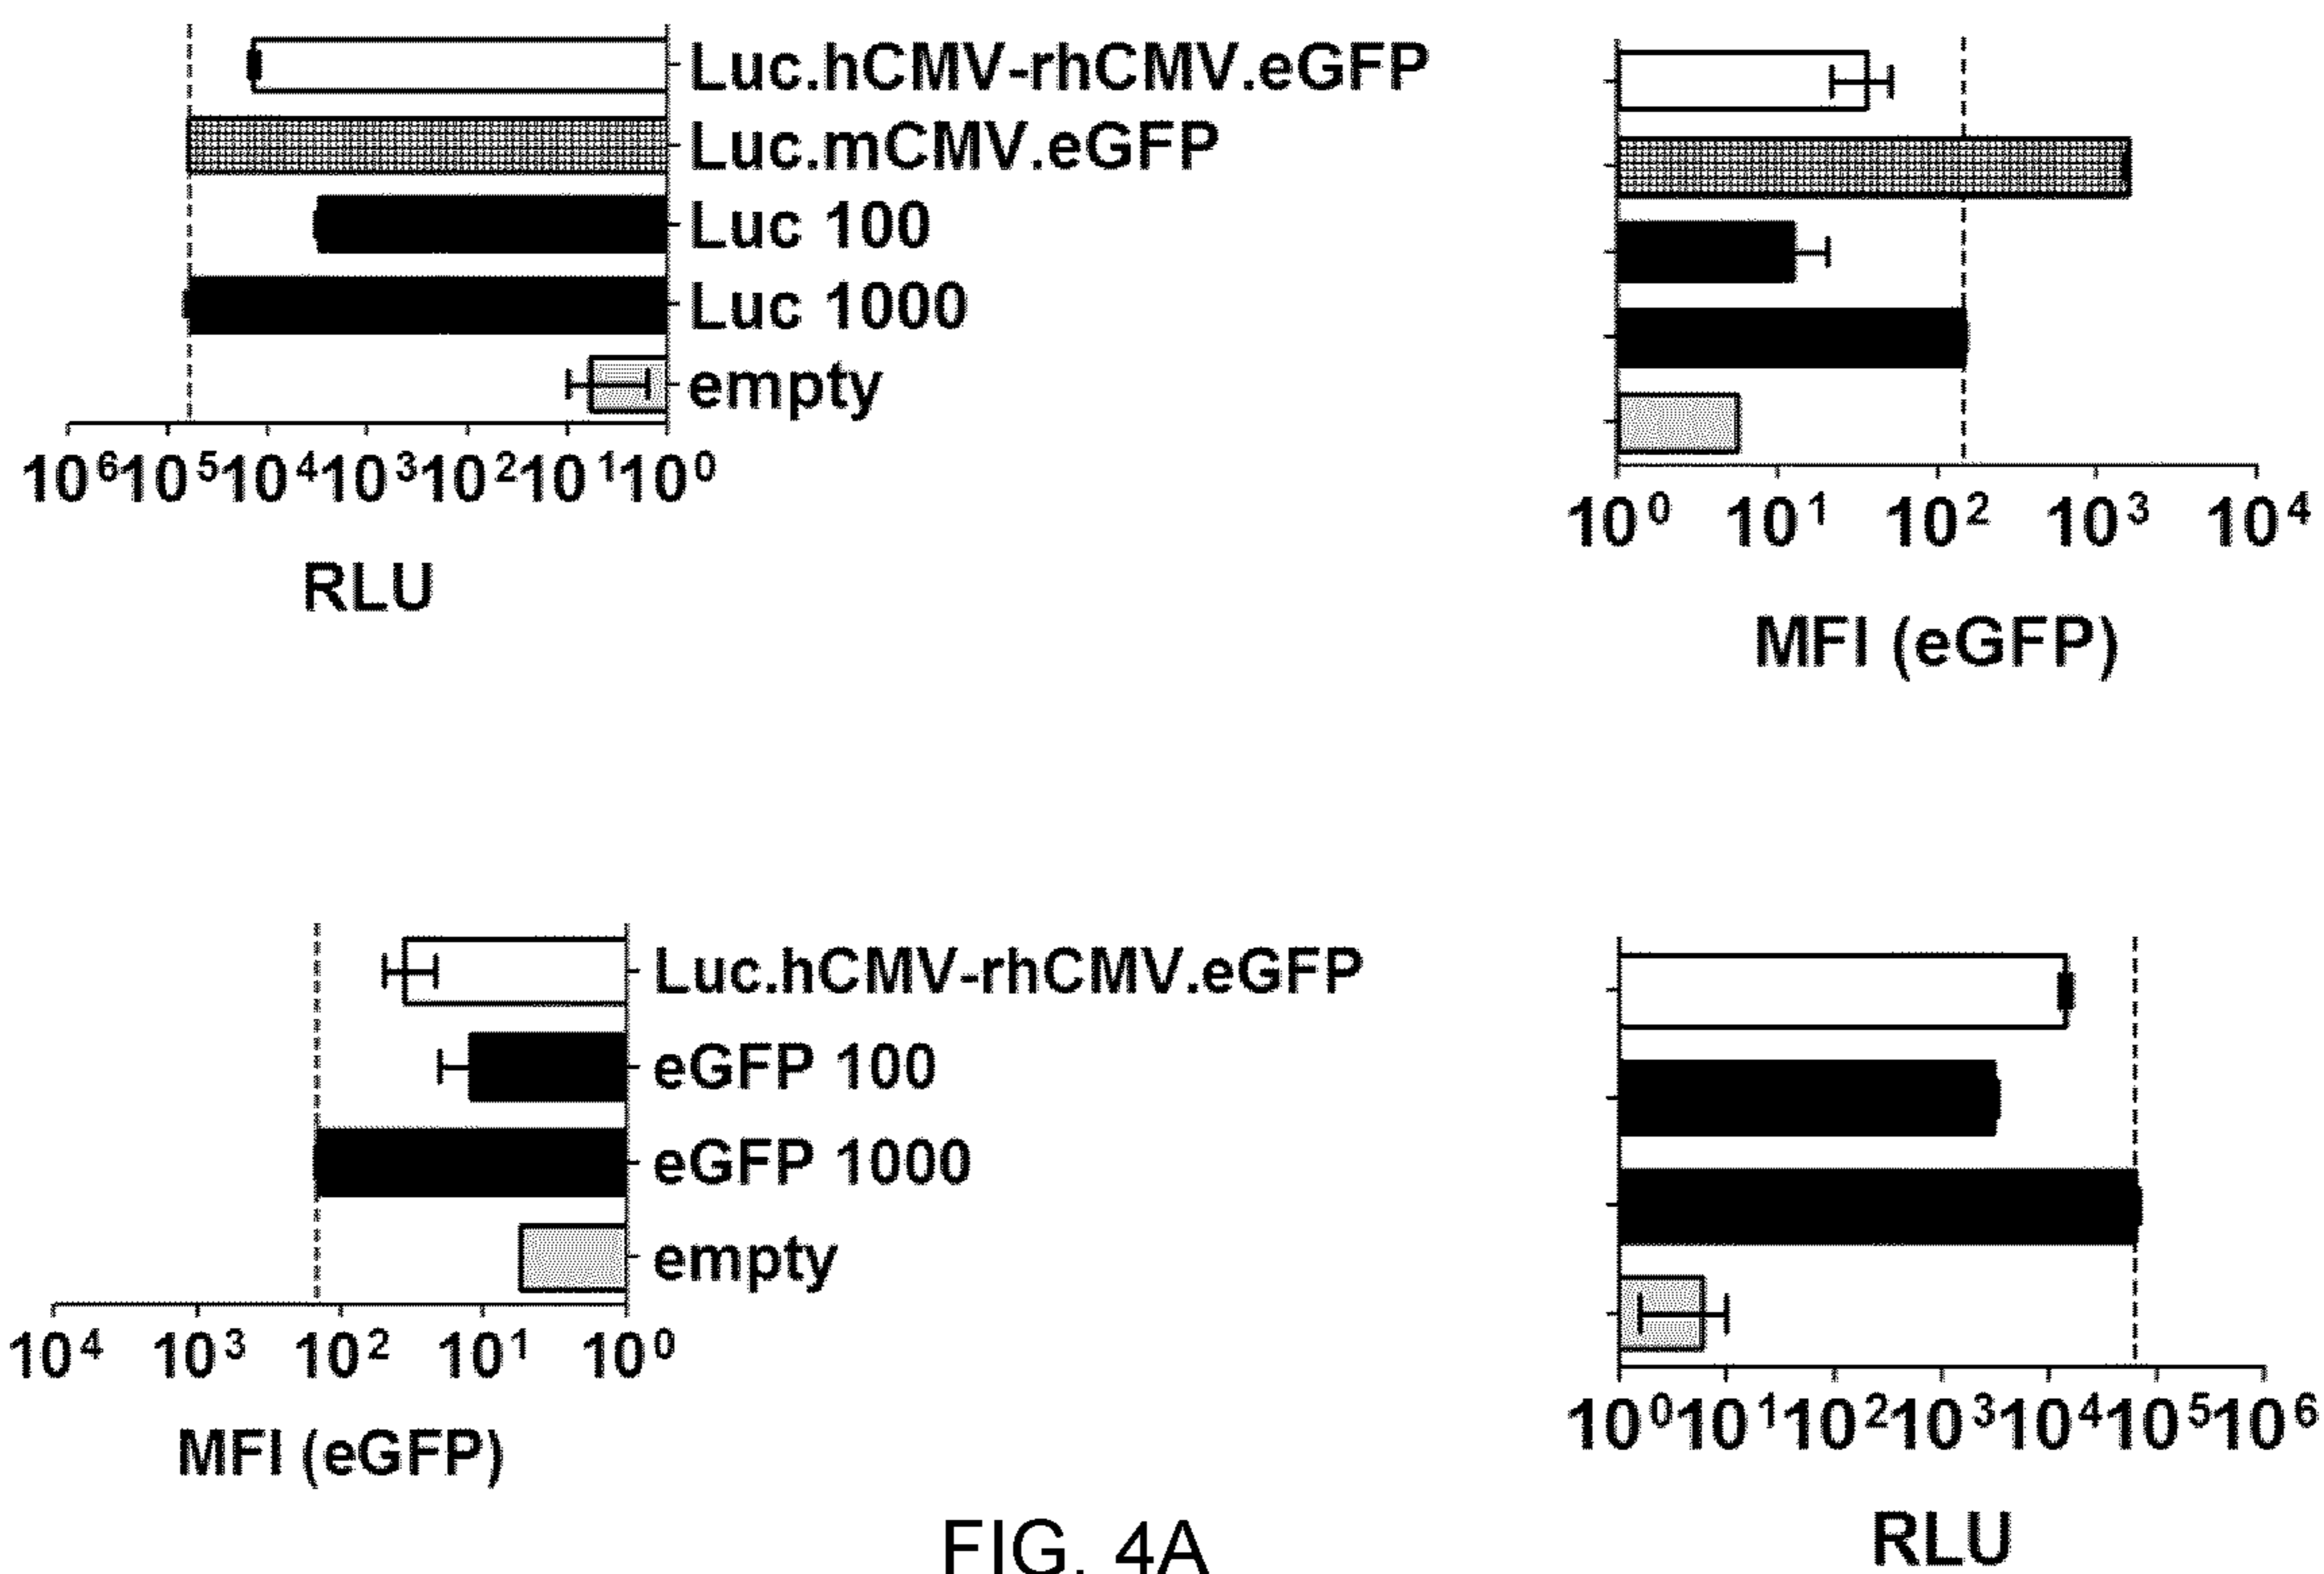 Luc.hCMV-rhCMV.eGFP
Luc.mCMV.eGFP
Luc 100
Luc 1000
empty
10⁶10⁵10⁴10³10²10¹10⁰
RLU
10⁰ 10¹ 10² 10³ 10⁴
MFI (eGFP)
Luc.hCMV-rhCMV.eGFP
eGFP 100
eGFP 1000
empty
10⁴ 10³ 10² 10¹ 10⁰
MFI (eGFP)
10⁰10¹10²10³10⁴10⁵10⁶
RLU
FIG. 4A